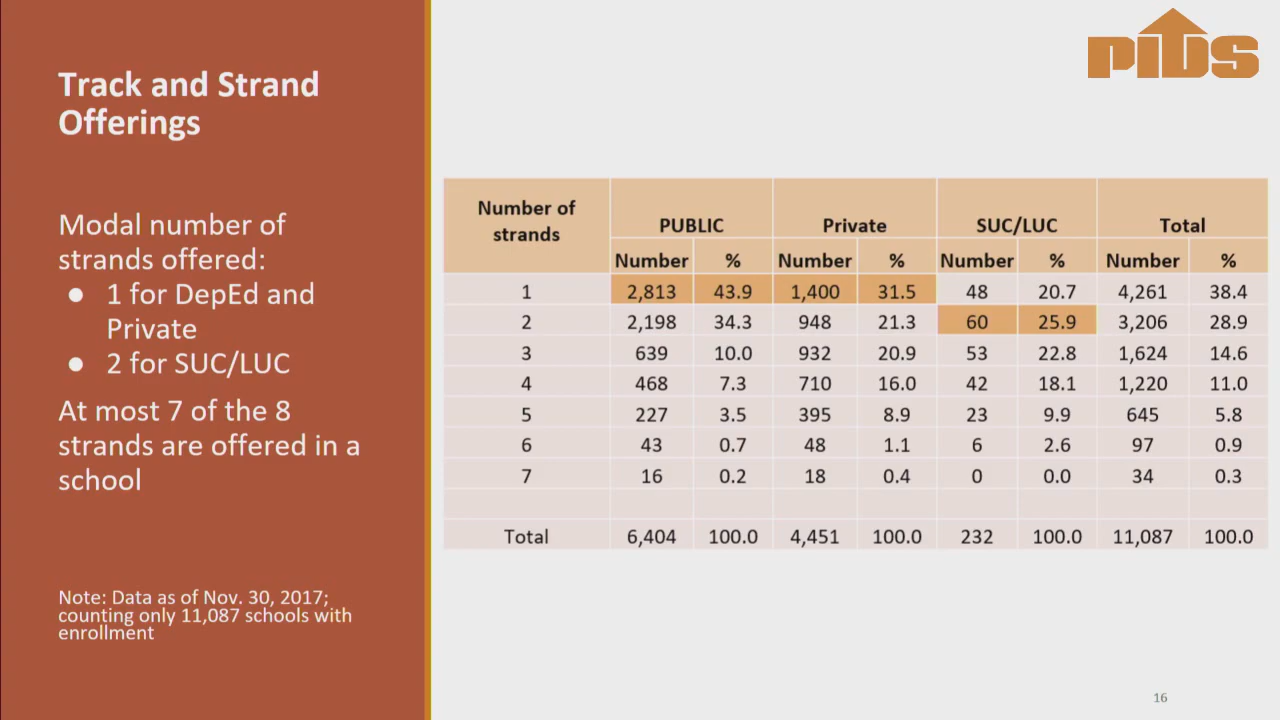 PIDS
Track and Strand
Offerings
Modal number of
strands offered:
● 1 for DepEd and
Private
● 2 for SUC/LUC
At most 7 of the 8
strands are offered in a
school
Note: Data as of Nov. 30, 2017;
counting only 11,087 schools with
enrollment
Number of
strands
PUBLIC Private SUC/LUC Total
Number % Number % Number % Number %
1 2,813 43.9 1,400 31.5 48 20.7 4,261 38.4
2 2,198 34.3 948 21.3 60 25.9 3,206 28.9
3 639 10.0 932 20.9 53 22.8 1,624 14.6
4 468 7.3 710 16.0 42 18.1 1,220 11.0
5 227 3.5 395 8.9 23 9.9 645 5.8
6 43 0.7 48 1.1 6 2.6 97 0.9
7 16 0.2 18 0.4 0 0.0 34 0.3
Total 6,404 100.0 4,451 100.0 232 100.0 11,087 100.0
16